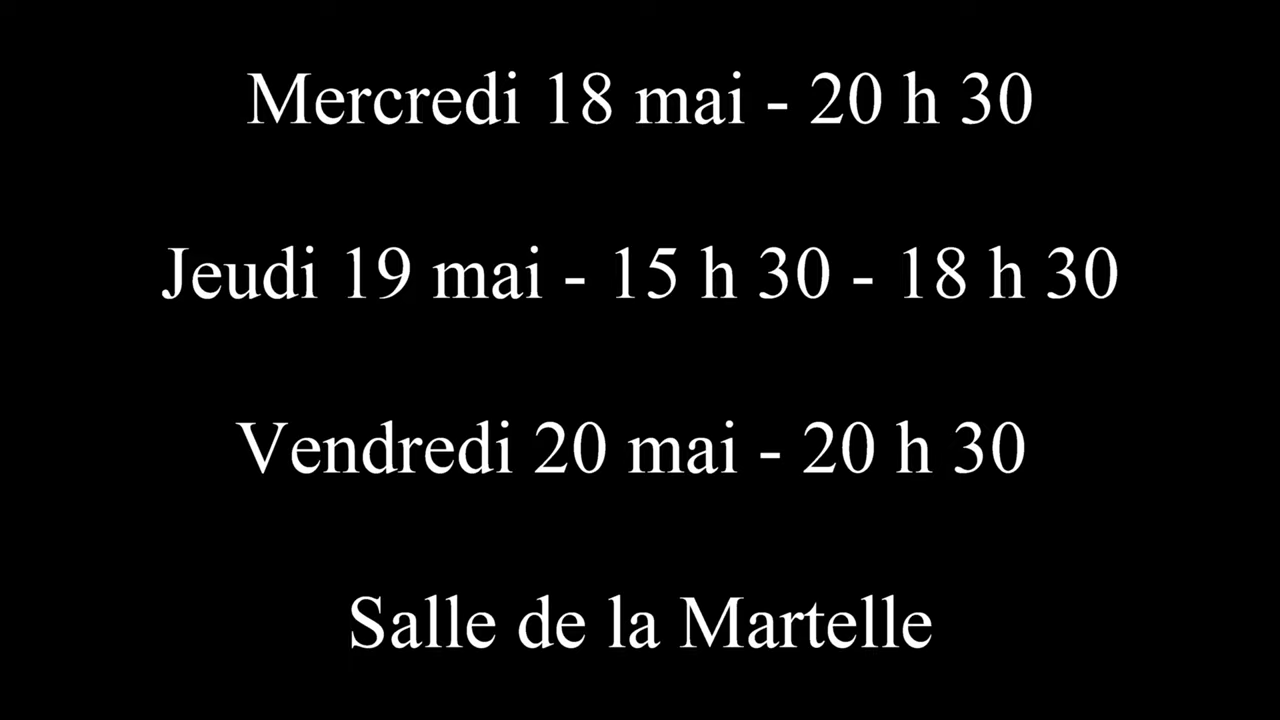 Mercredi 18 mai - 20 h 30
Jeudi 19 mai - 15 h 30 - 18 h 30
Vendredi 20 mai - 20 h 30
Salle de la Martelle